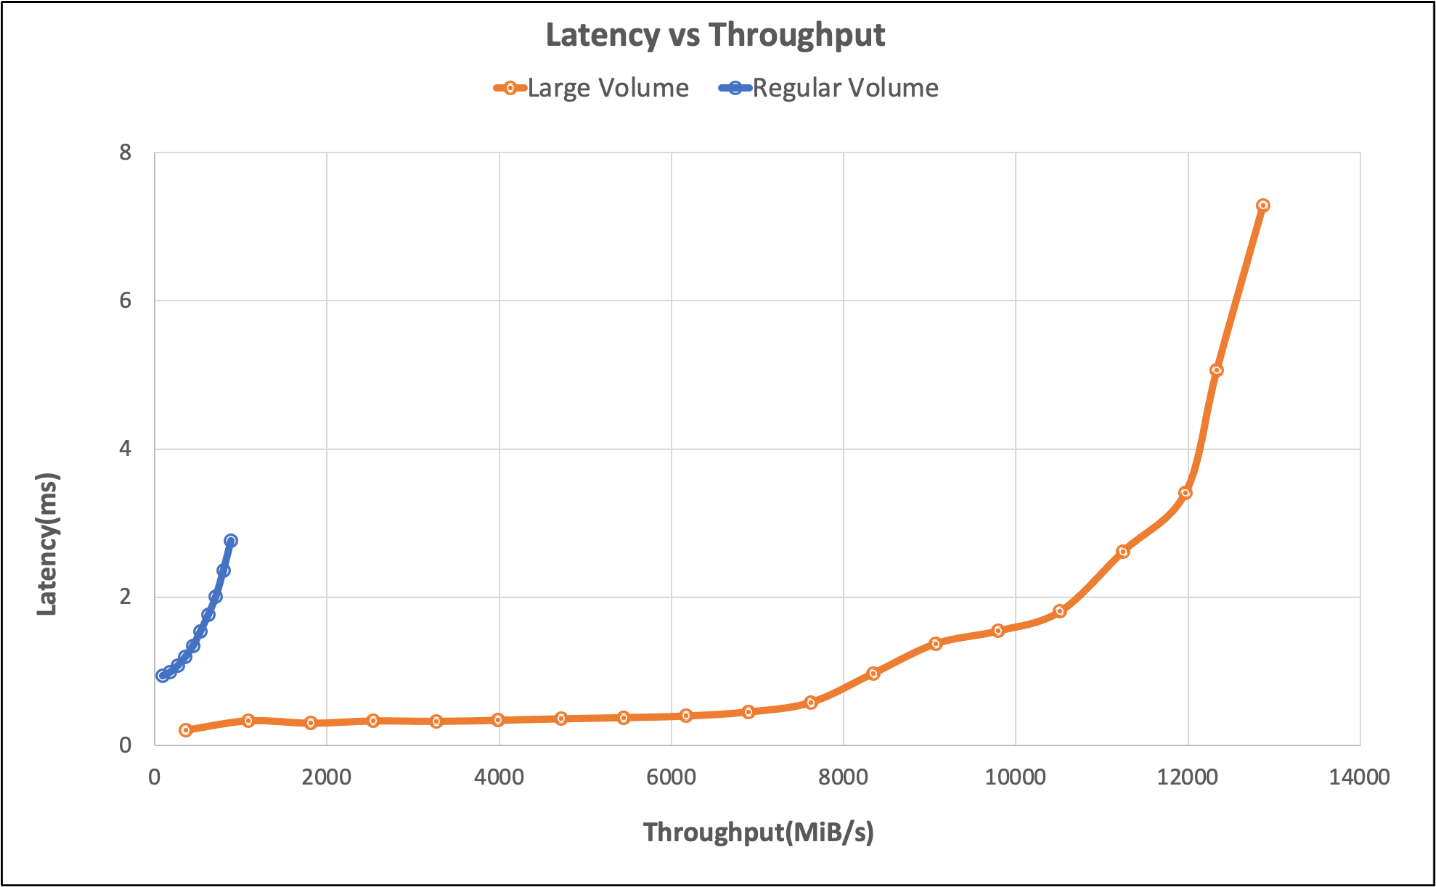 Latency vs Throughput
Large Volume Regular Volume
8
6
4
2
0
Latency(ms)
0 2000 4000 6000 8000 10000 12000 14000
Throughput(MiB/s)